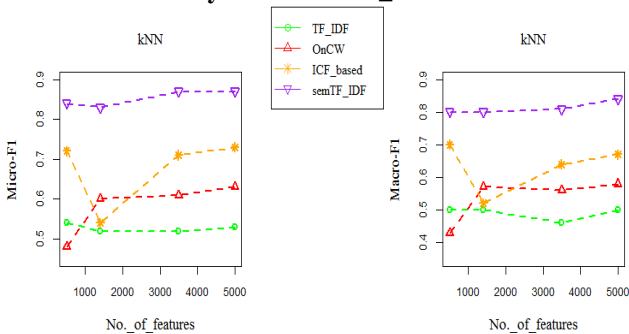 kNN
TF_IDF
OnCW
ICF_based
semTF_IDF
kNN
Micro-F1
0.9
0.8
0.7
0.6
0.5
1000 2000 3000 4000 5000
No._of_features
Macro-F1
0.9
0.8
0.7
0.6
0.5
0.4
1000 2000 3000 4000 5000
No._of_features